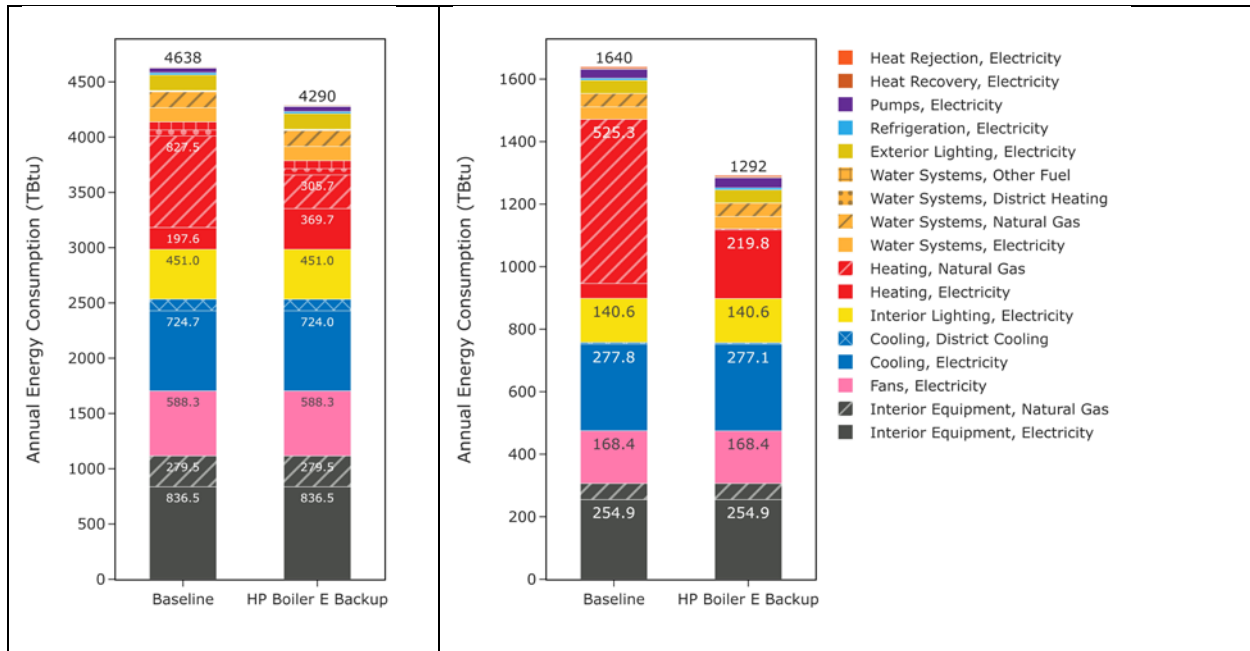 4638
4290
Annual Energy Consumption (TBtu)
4500
4000
3500
3000
2500
2000
1500
1000
500
0
827.5
197.6
451.0
724.7
588.3
279.5
836.5
305.7
369.7
451.0
724.0
588.3
279.5
836.5
Baseline
HP Boiler E Backup
1640
1292
Annual Energy Consumption (TBtu)
1600
1400
1200
1000
800
600
400
200
0
525.3
140.6
277.8
168.4
254.9
219.8
140.6
277.1
168.4
254.9
Baseline
HP Boiler E Backup
Heat Rejection, Electricity
Heat Recovery, Electricity
Pumps, Electricity
Refrigeration, Electricity
Exterior Lighting, Electricity
Water Systems, Other Fuel
Water Systems, District Heating
Water Systems, Natural Gas
Water Systems, Electricity
Heating, Natural Gas
Heating, Electricity
Interior Lighting, Electricity
Cooling, District Cooling
Cooling, Electricity
Fans, Electricity
Interior Equipment, Natural Gas
Interior Equipment, Electricity